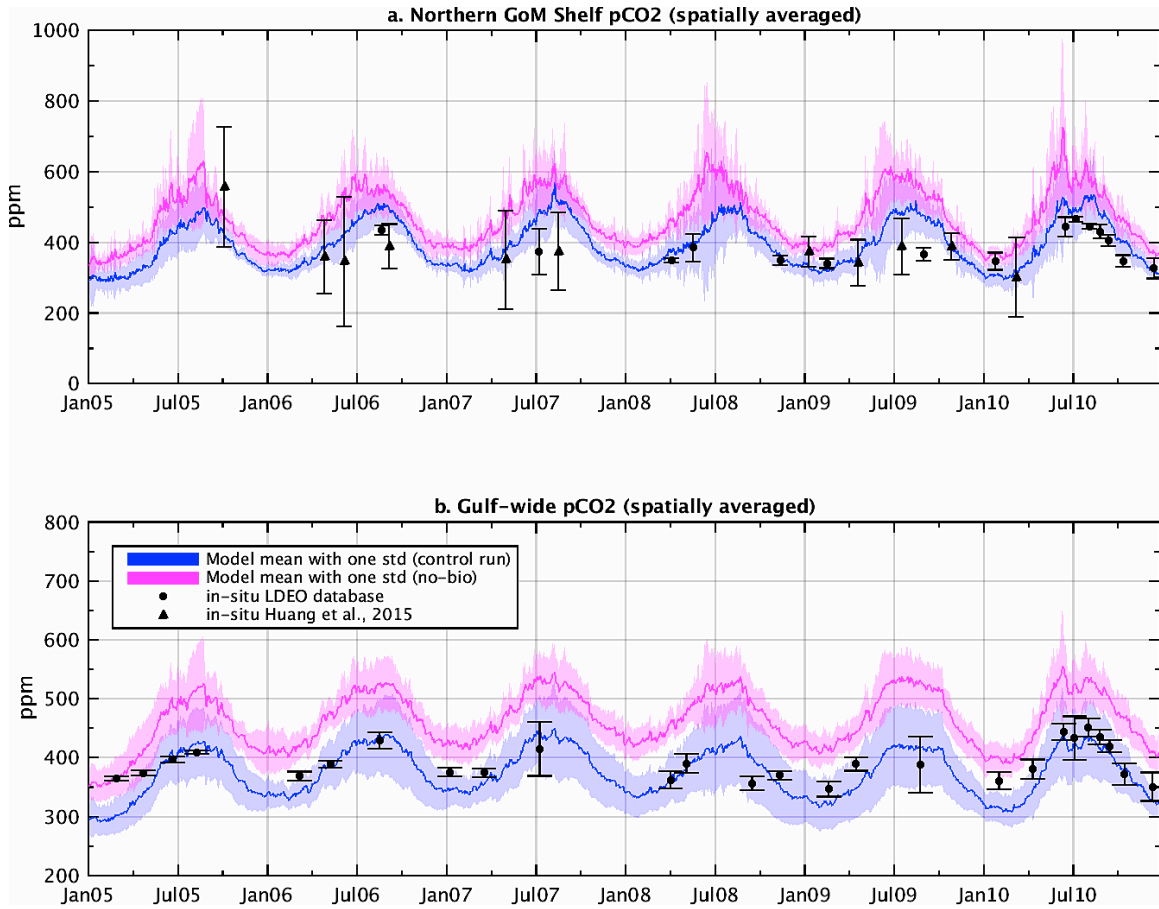 a. Northern GoM Shelf pCO2 (spatially averaged)
1000
800
600
400
200
0
ppm
Jan05 Jul05 Jan06 Jul06 Jan07 Jul07 Jan08 Jul08 Jan09 Jul09 Jan10 Jul10
b. Gulf-wide pCO2 (spatially averaged)
800
700
600
500
400
300
200
ppm
Model mean with one std (control run)
Model mean with one std (no-bio)
in-situ LDEO database
in-situ Huang et al., 2015
Jan05 Jul05 Jan06 Jul06 Jan07 Jul07 Jan08 Jul08 Jan09 Jul09 Jan10 Jul10